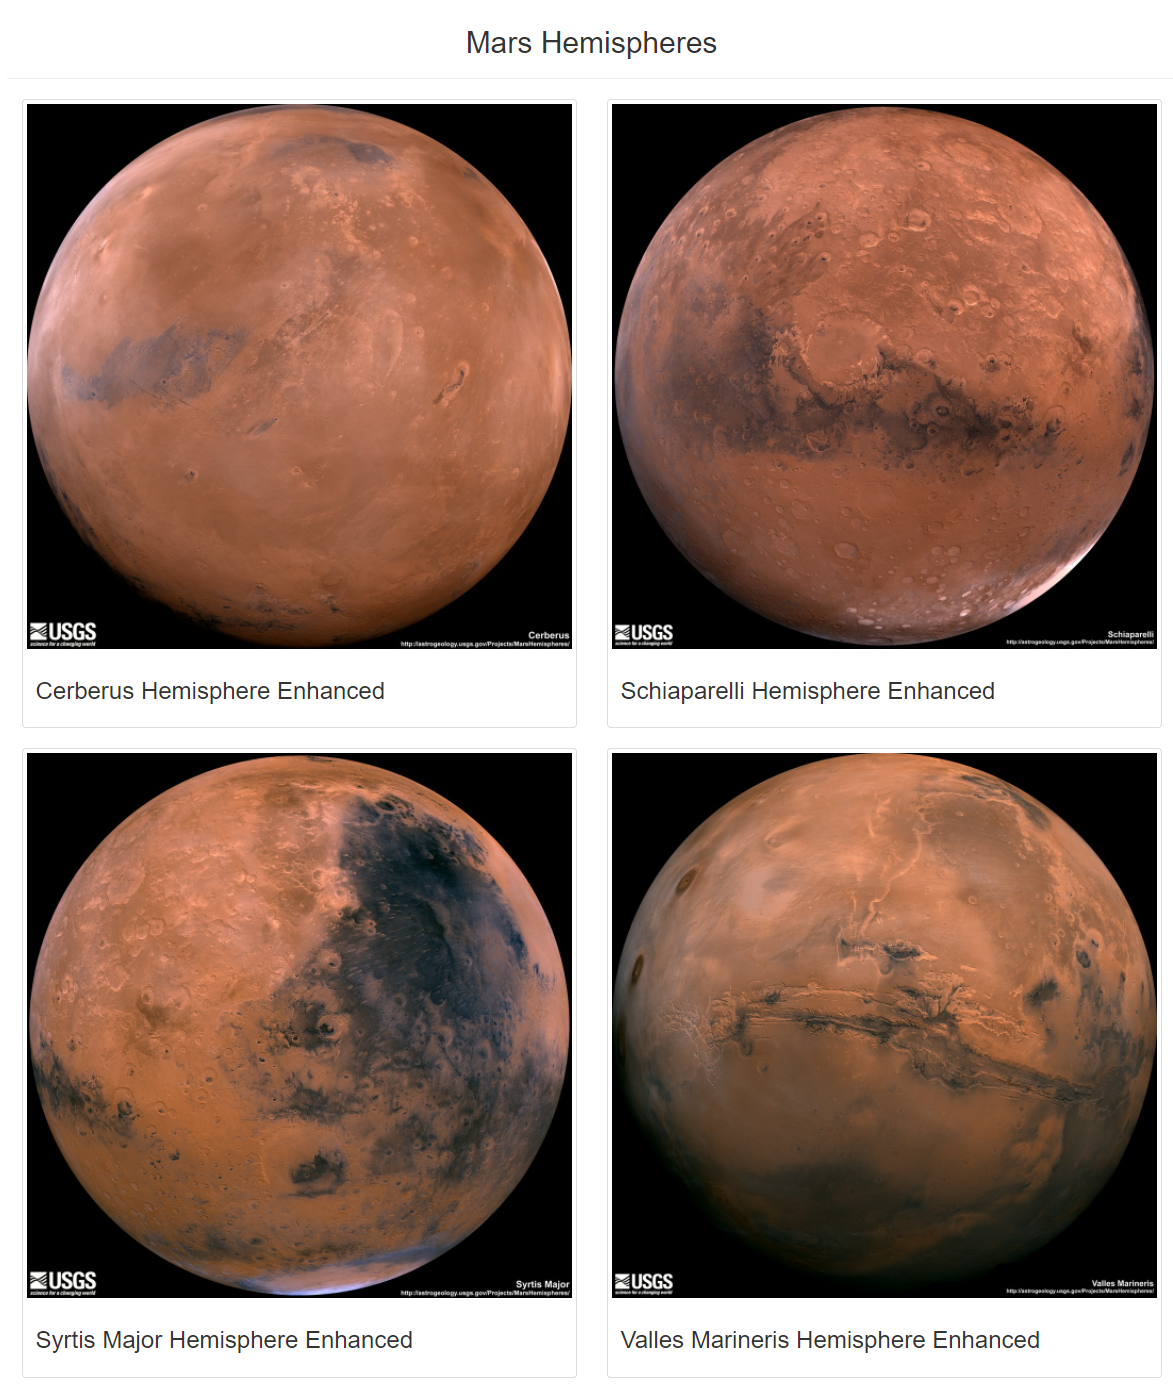 Mars Hemispheres
USGS
science for a changing world
Cerberus
http://astrogeology.usgs.gov/Projects/MarsHemispheres/
Cerberus Hemisphere Enhanced
USGS
science for a changing world
Schiaparelli
http://astrogeology.usgs.gov/Projects/MarsHemispheres/
Schiaparelli Hemisphere Enhanced
USGS
science for a changing world
Syrtis Major
http://astrogeology.usgs.gov/Projects/MarsHemispheres/
Syrtis Major Hemisphere Enhanced
USGS
science for a changing world
Valles Marineris
http://astrogeology.usgs.gov/Projects/MarsHemispheres/
Valles Marineris Hemisphere Enhanced